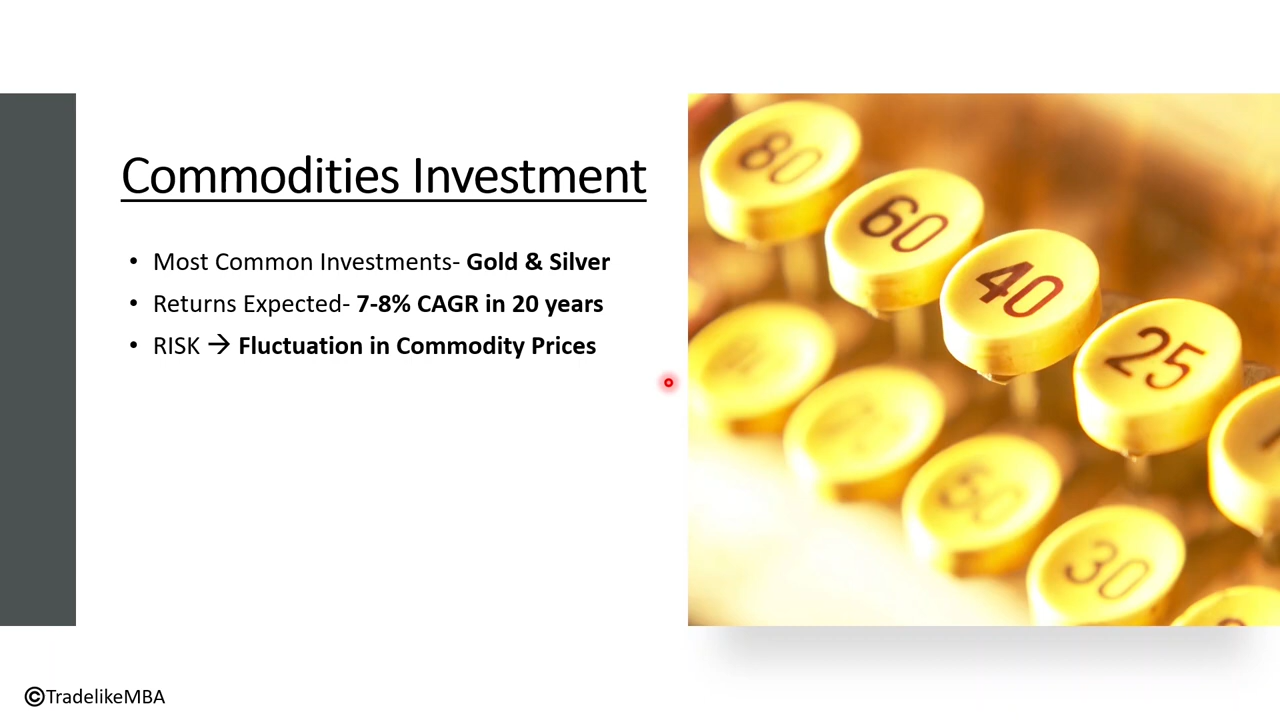 Commodities Investment
• Most Common Investments- Gold & Silver
• Returns Expected- 7-8% CAGR in 20 years
• RISK → Fluctuation in Commodity Prices
80
60
40
25
60
30
©TradelikeMBA